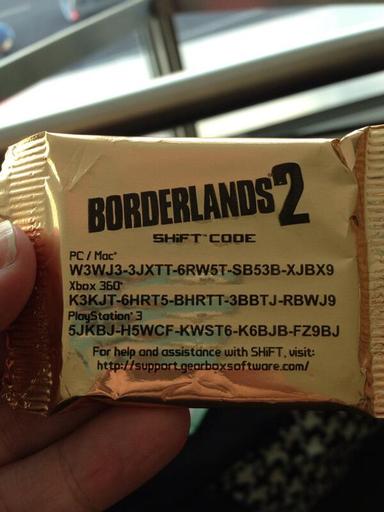 BORDERLANDS 2
SHiFT™ CODE
PC / Mac*
W3WJ3-3JXTT-6RW5T-SB53B-XJBX9
Xbox 360*
K3KJT-6HRT5-BHRTT-3BBTJ-RBWJ9
PlayStation 3
5JKBJ-H5WCF-KWST6-K6BJB-FZ9BJ
For help and assistance with SHiFT, visit:
http://support.gearboxsoftware.com/